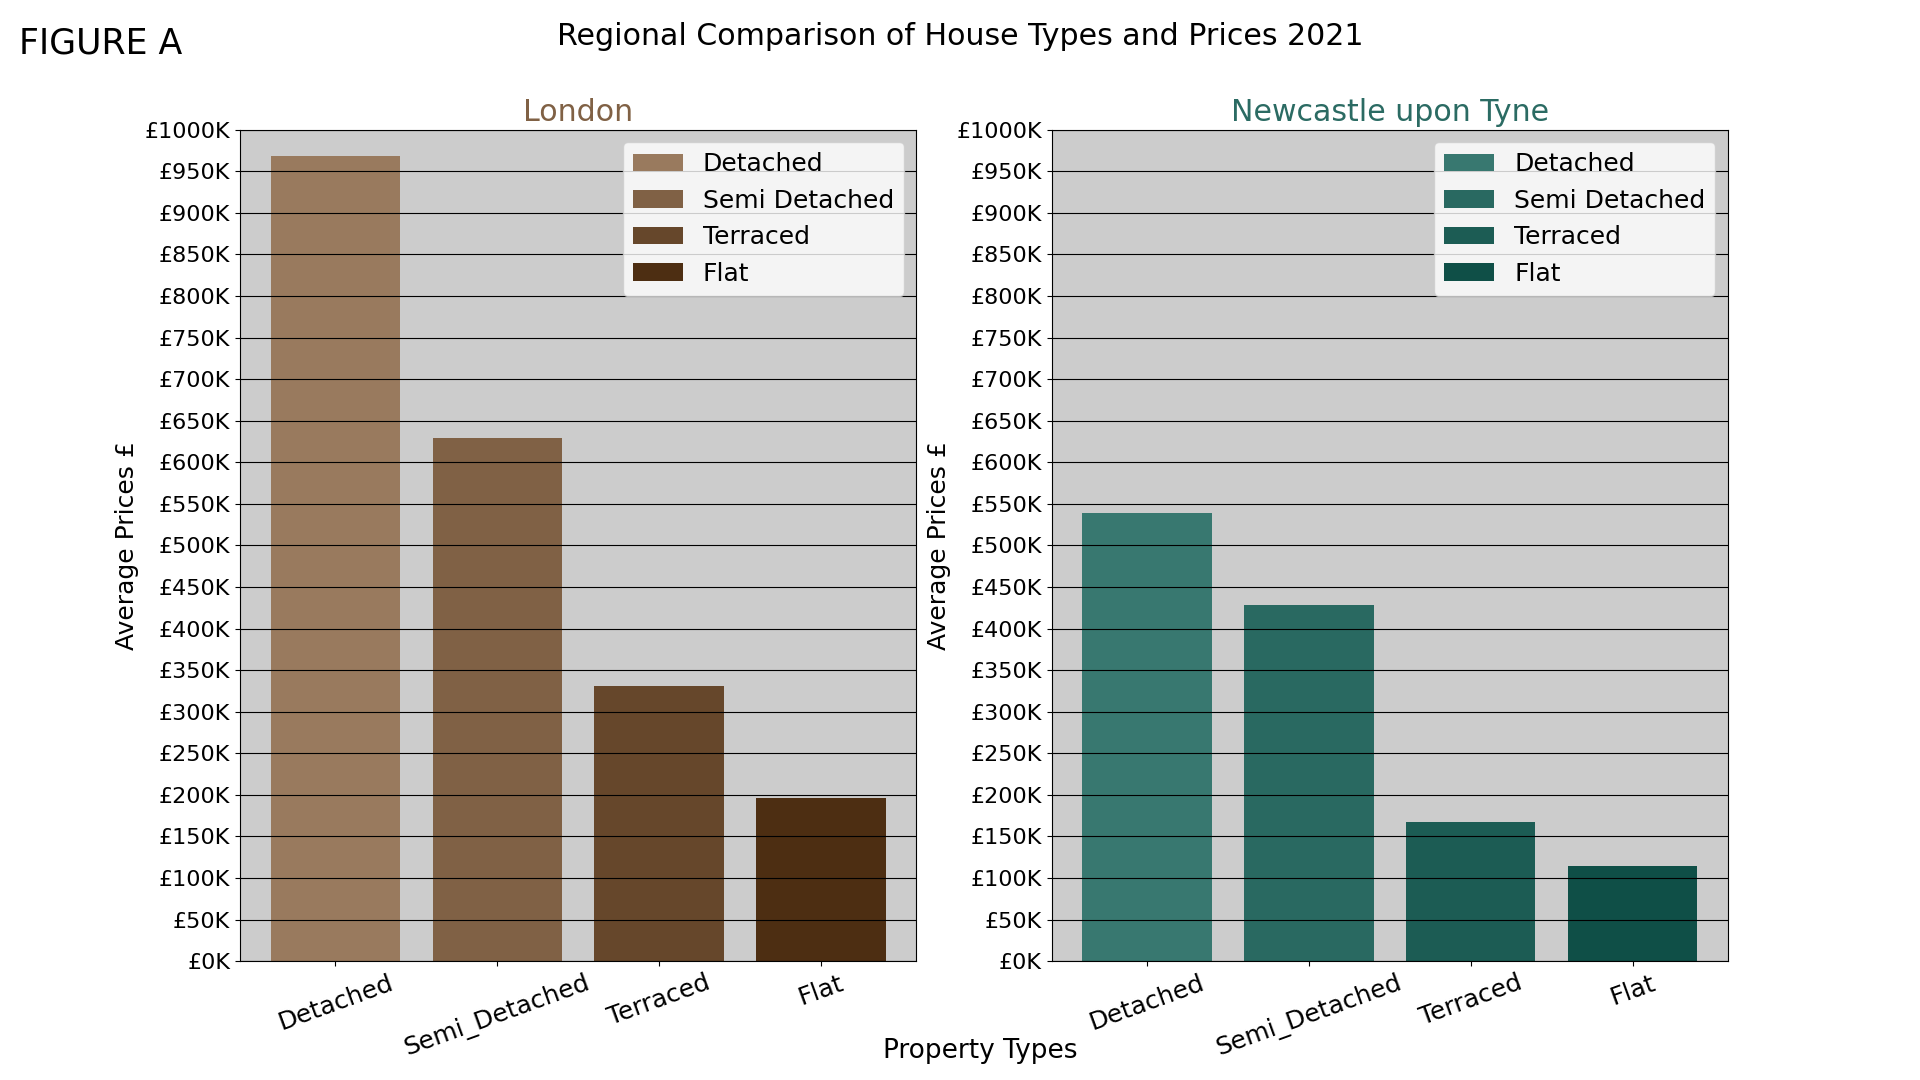 FIGURE A
Regional Comparison of House Types and Prices 2021
London
£1000K
£950K
£900K
£850K
£800K
£750K
£700K
£650K
£600K
£550K
£500K
£450K
£400K
£350K
£300K
£250K
£200K
£150K
£100K
£50K
£0K
Average Prices £
Detached
Semi Detached
Terraced
Flat
Detached
Semi_Detached
Terraced
Flat
Newcastle upon Tyne
£1000K
£950K
£900K
£850K
£800K
£750K
£700K
£650K
£600K
£550K
£500K
£450K
£400K
£350K
£300K
£250K
£200K
£150K
£100K
£50K
£0K
Average Prices £
Detached
Semi Detached
Terraced
Flat
Detached
Semi_Detached
Terraced
Flat
Property Types